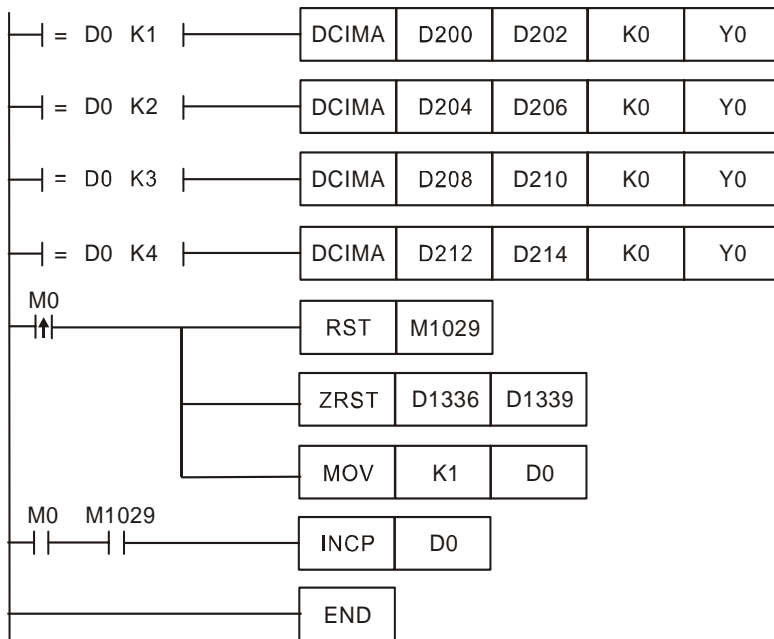 = D0 K1 DCIMA D200 D202 K0 Y0
= D0 K2 DCIMA D204 D206 K0 Y0
= D0 K3 DCIMA D208 D210 K0 Y0
= D0 K4 DCIMA D212 D214 K0 Y0
M0
RST M1029
ZRST D1336 D1339
MOV K1 D0
M0 M1029
INCP D0
END